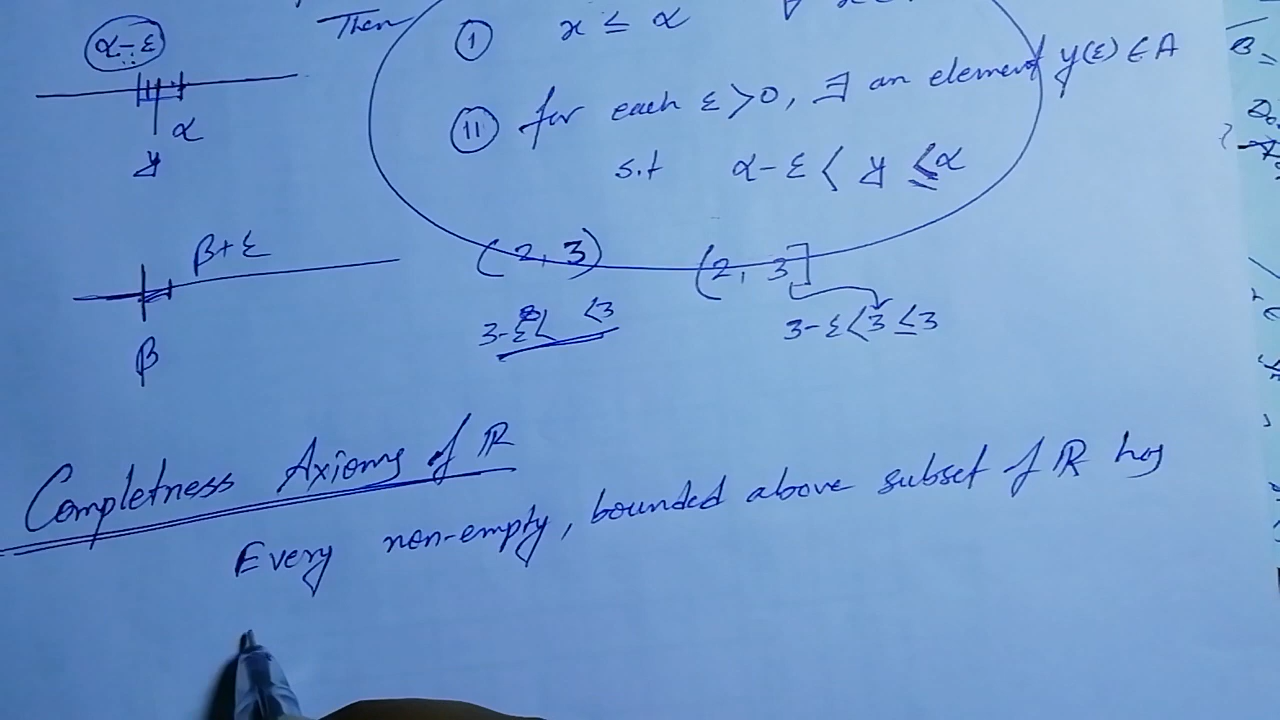 Then
(I) x ≤ α ∀
α-ε
(II) for each ε>0, ∃ an element y(ε) ∈ A
s.t α-ε < y ≤ α
α
y
β+ε
(2, 3) (2, 3]
3-ε< <3 3-ε<3 ≤3
β
Completness Axioms of ℝ
Every non-empty, bounded above subset of ℝ has